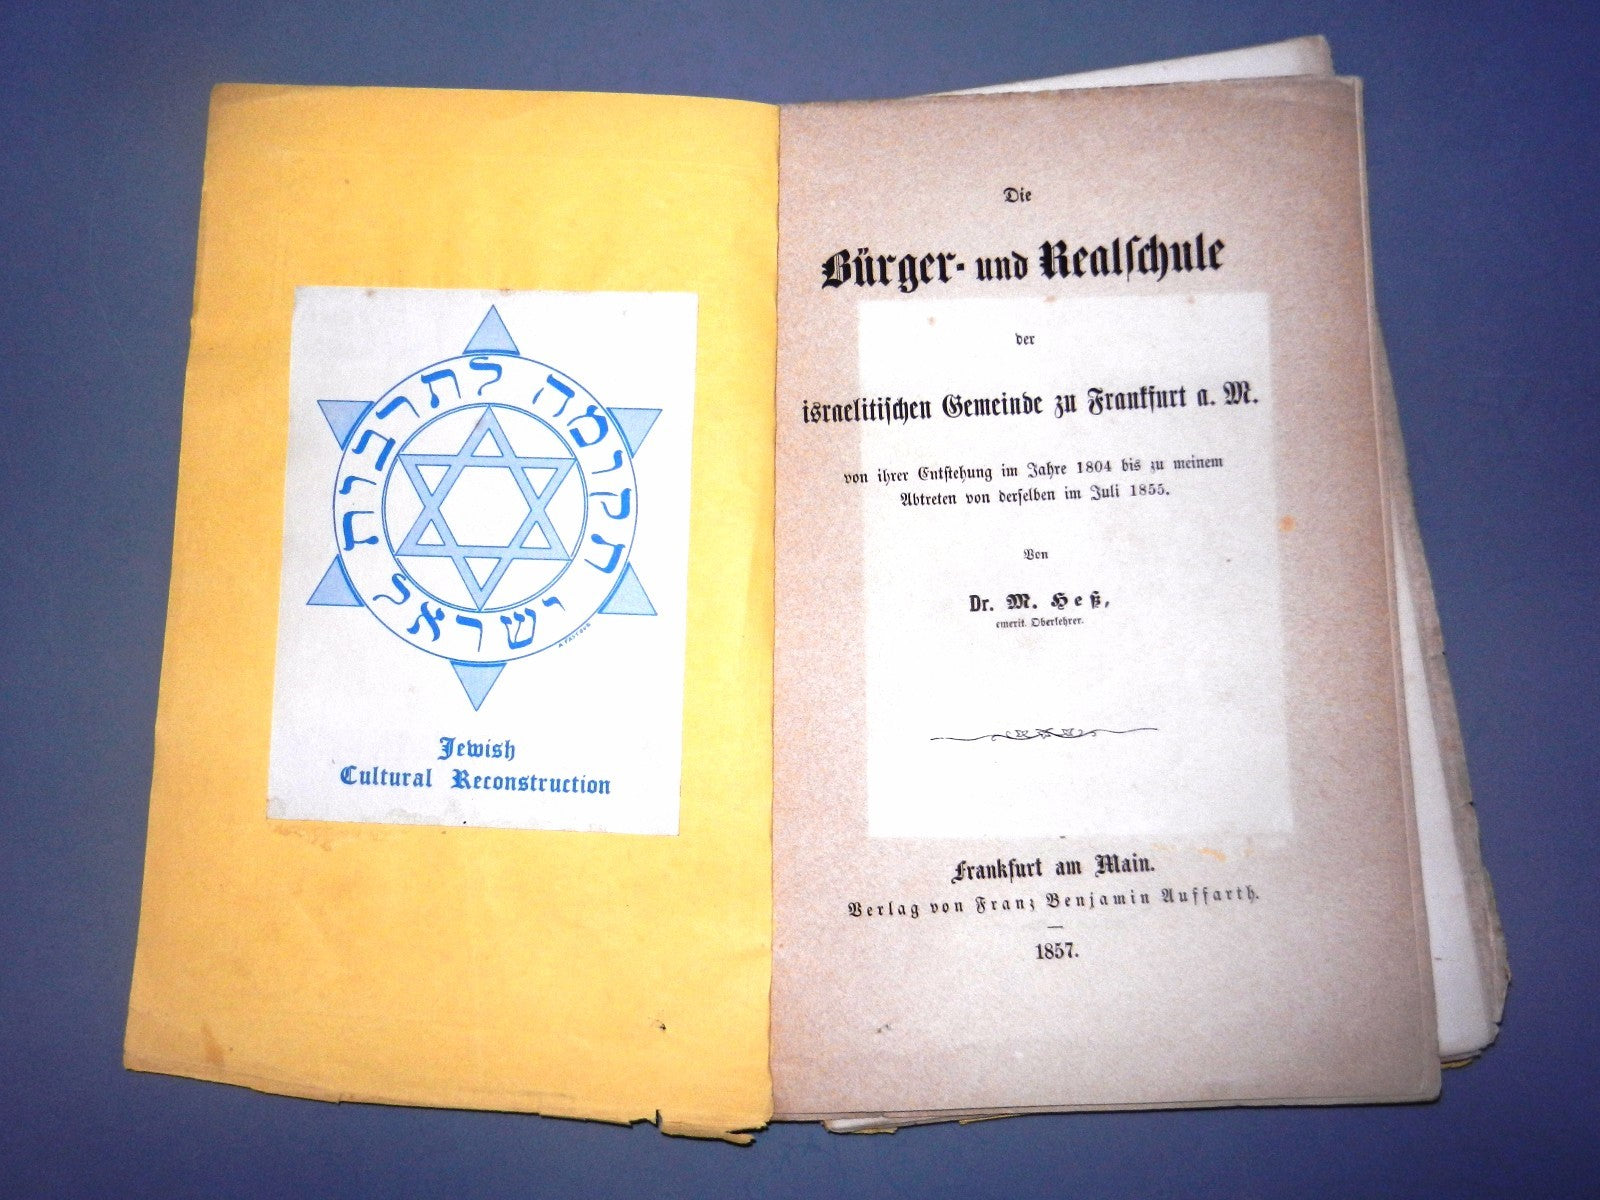 תקומה לתרבות ישראל
Jewish
Cultural Reconstruction
Die
Bürger- und Realſchule
der
israelitiſchen Gemeinde zu Frankfurt a. M.
von ihrer Entſtehung im Jahre 1804 bis zu meinem
Abtreten von derſelben im Juli 1855.
Von
Dr. M. Heß,
emerit. Oberlehrer.
Frankfurt am Main.
Verlag von Franz Benjamin Auffarth.
1857.